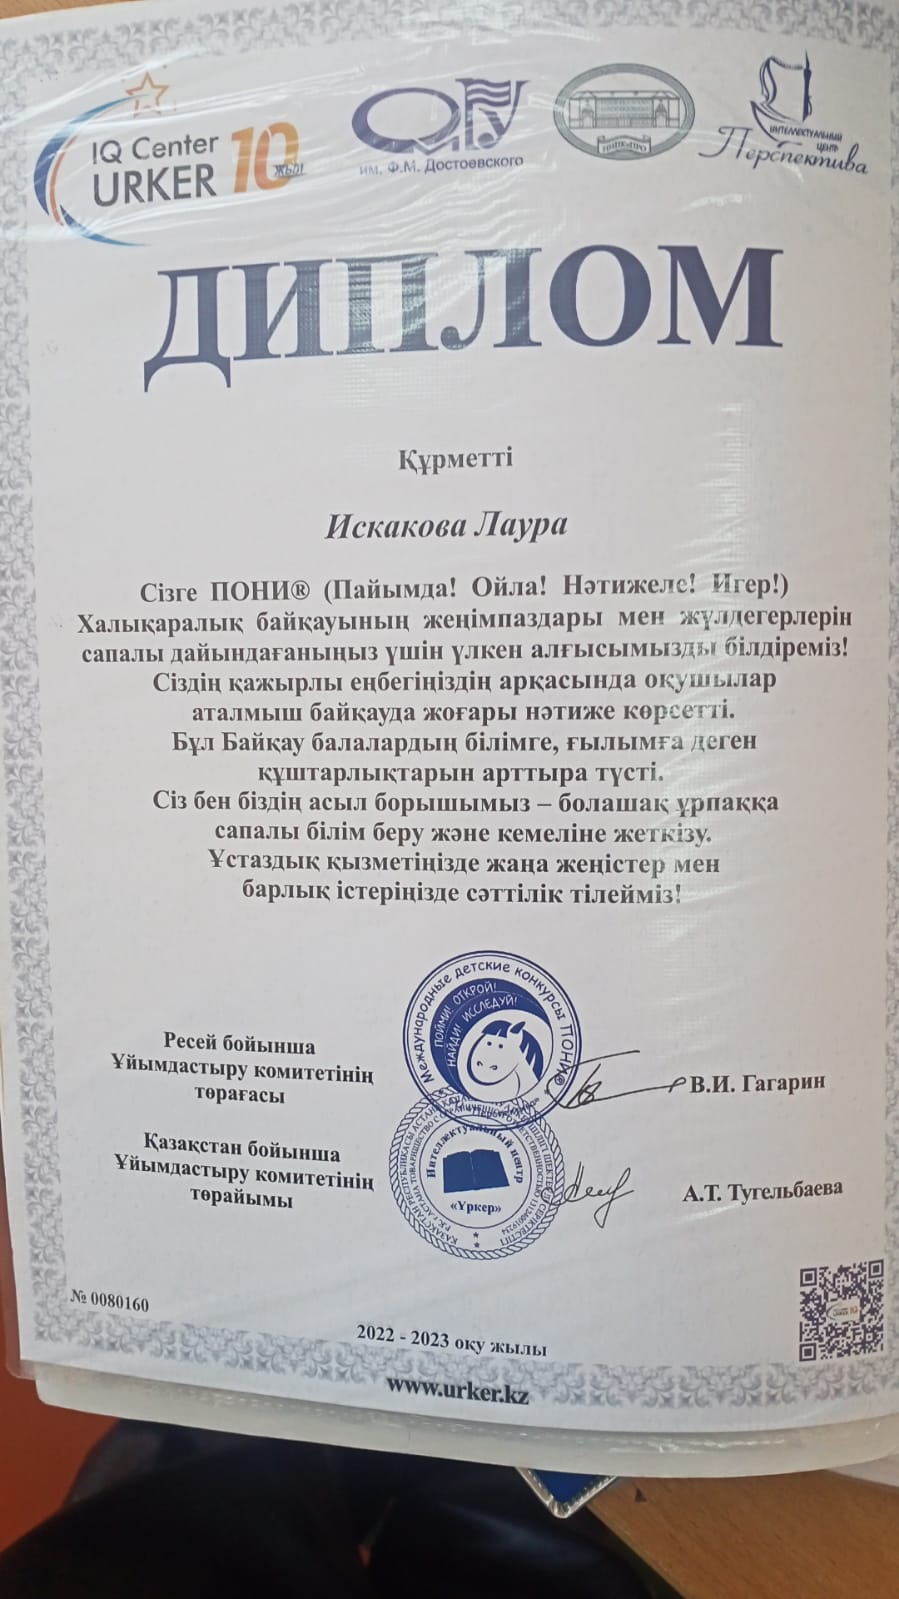 IQ Center
URKER 10 жыл
ОмГУ
им. Ф.М. Достоевского
ИНТЕЛЛЕКТУАЛЬНЫЙ
ЦЕНТР
Перспектива
ДИПЛОМ
Құрметті
Искакова Лаура
Сізге ПОНИ® (Пайымда! Ойла! Нәтижеле! Игер!)
Халықаралық байқауының жеңімпаздары мен жүлдегерлерін
сапалы дайындағаныңыз үшін үлкен алғысымызды білдіреміз!
Сіздің қажырлы еңбегіңіздің арқасында оқушылар
аталмыш байқауда жоғары нәтиже көрсетті.
Бұл Байқау балалардың білімге, ғылымға деген
құштарлықтарын арттыра түсті.
Сіз бен біздің асыл борышымыз – болашақ ұрпаққа
сапалы білім беру және кемеліне жеткізу.
Ұстаздық қызметіңізде жаңа жеңістер мен
барлық істеріңізде сәттілік тілейміз!
Международные детские конкурсы ПОНИ®
ПОЙМИ! ОТКРОЙ!
НАЙДИ! ИССЛЕДУЙ!
Ресей бойынша
Ұйымдастыру комитетінің
төрағасы
В.И. Гагарин
Интеллектуальный центр
«Үркер»
Қазақстан бойынша
Ұйымдастыру комитетінің
төрайымы
А.Т. Тугельбаева
№ 0080160
2022 - 2023 оқу жылы
www.urker.kz